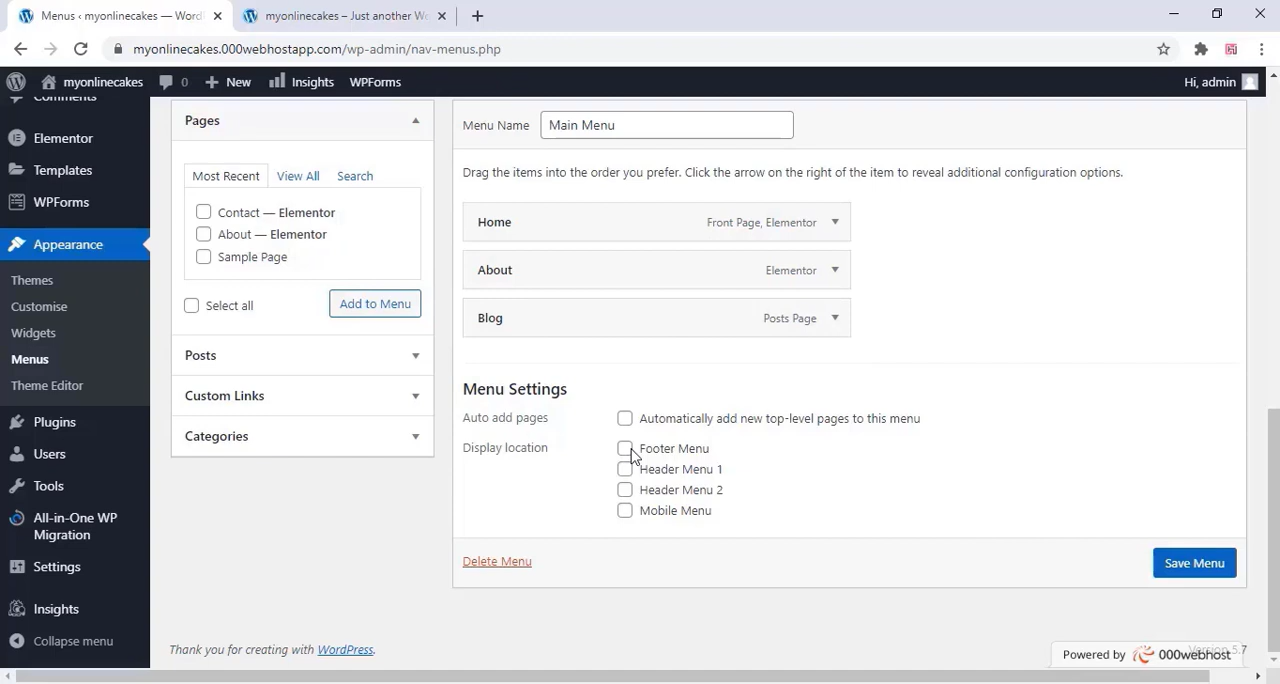 Menus ‹ myonlinecakes — WordP
myonlinecakes – Just another Wo
myonlinecakes.000webhostapp.com/wp-admin/nav-menus.php
myonlinecakes 0 New Insights WPForms Hi, admin
Comments
Elementor
Templates
WPForms
Appearance
Themes
Customise
Widgets
Menus
Theme Editor
Plugins
Users
Tools
All-in-One WP
Migration
Settings
Insights
Collapse menu
Pages
Most Recent View All Search
Contact — Elementor
About — Elementor
Sample Page
Select all Add to Menu
Posts
Custom Links
Categories
Menu Name Main Menu
Drag the items into the order you prefer. Click the arrow on the right of the item to reveal additional configuration options.
Home Front Page, Elementor
About Elementor
Blog Posts Page
Menu Settings
Auto add pages Automatically add new top-level pages to this menu
Display location Footer Menu
Header Menu 1
Header Menu 2
Mobile Menu
Delete Menu Save Menu
Thank you for creating with WordPress.
Version 5.7
Powered by 000webhost